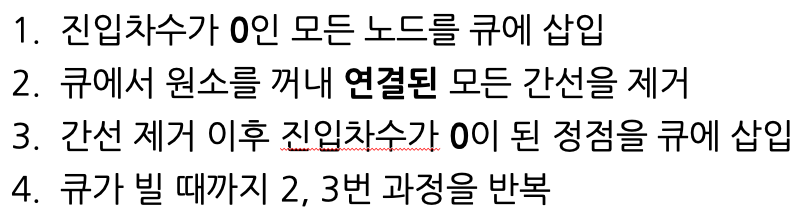 1. 진입차수가 0인 모든 노드를 큐에 삽입
2. 큐에서 원소를 꺼내 연결된 모든 간선을 제거
3. 간선 제거 이후 진입차수가 0이 된 정점을 큐에 삽입
4. 큐가 빌 때까지 2, 3번 과정을 반복